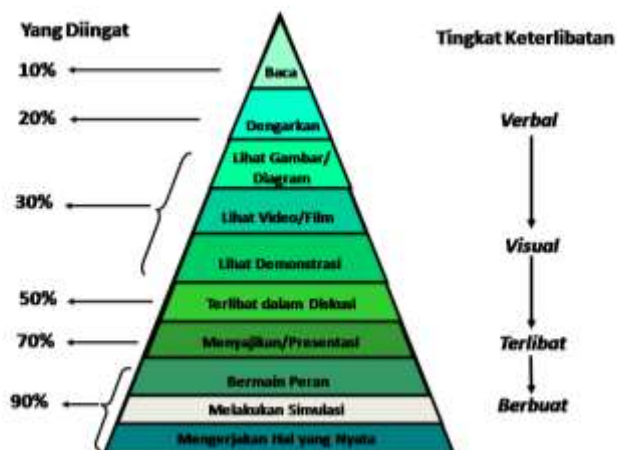 Yang Diingat
Tingkat Keterlibatan
10%
Baca
20%
Dengarkan
Verbal
Lihat Gambar/
Diagram
30%
Lihat Video/Film
Visual
Lihat Demonstrasi
50%
Terlibat dalam Diskusi
70%
Menyajikan/Presentasi
Terlibat
Bermain Peran
90%
Melakukan Simulasi
Berbuat
Mengerjakan Hal yang Nyata